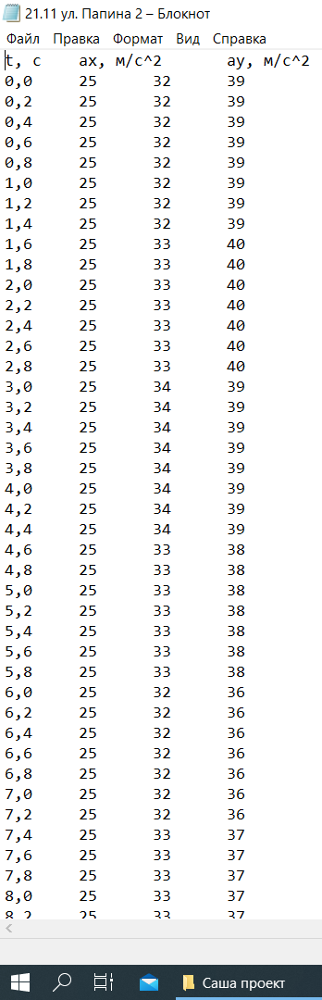 21.11 ул. Папина 2 – Блокнот
Файл Правка Формат Вид Справка
t, с ax, м/с^2 ay, м/с^2
0,0 25 32 39
0,2 25 32 39
0,4 25 32 39
0,6 25 32 39
0,8 25 32 39
1,0 25 32 39
1,2 25 32 39
1,4 25 32 39
1,6 25 33 40
1,8 25 33 40
2,0 25 33 40
2,2 25 33 40
2,4 25 33 40
2,6 25 33 40
2,8 25 33 40
3,0 25 34 39
3,2 25 34 39
3,4 25 34 39
3,6 25 34 39
3,8 25 34 39
4,0 25 34 39
4,2 25 34 39
4,4 25 34 39
4,6 25 33 38
4,8 25 33 38
5,0 25 33 38
5,2 25 33 38
5,4 25 33 38
5,6 25 33 38
5,8 25 33 38
6,0 25 32 36
6,2 25 32 36
6,4 25 32 36
6,6 25 32 36
6,8 25 32 36
7,0 25 32 36
7,2 25 32 36
7,4 25 33 37
7,6 25 33 37
7,8 25 33 37
8,0 25 33 37
8,2 25 33 37
Саша проект